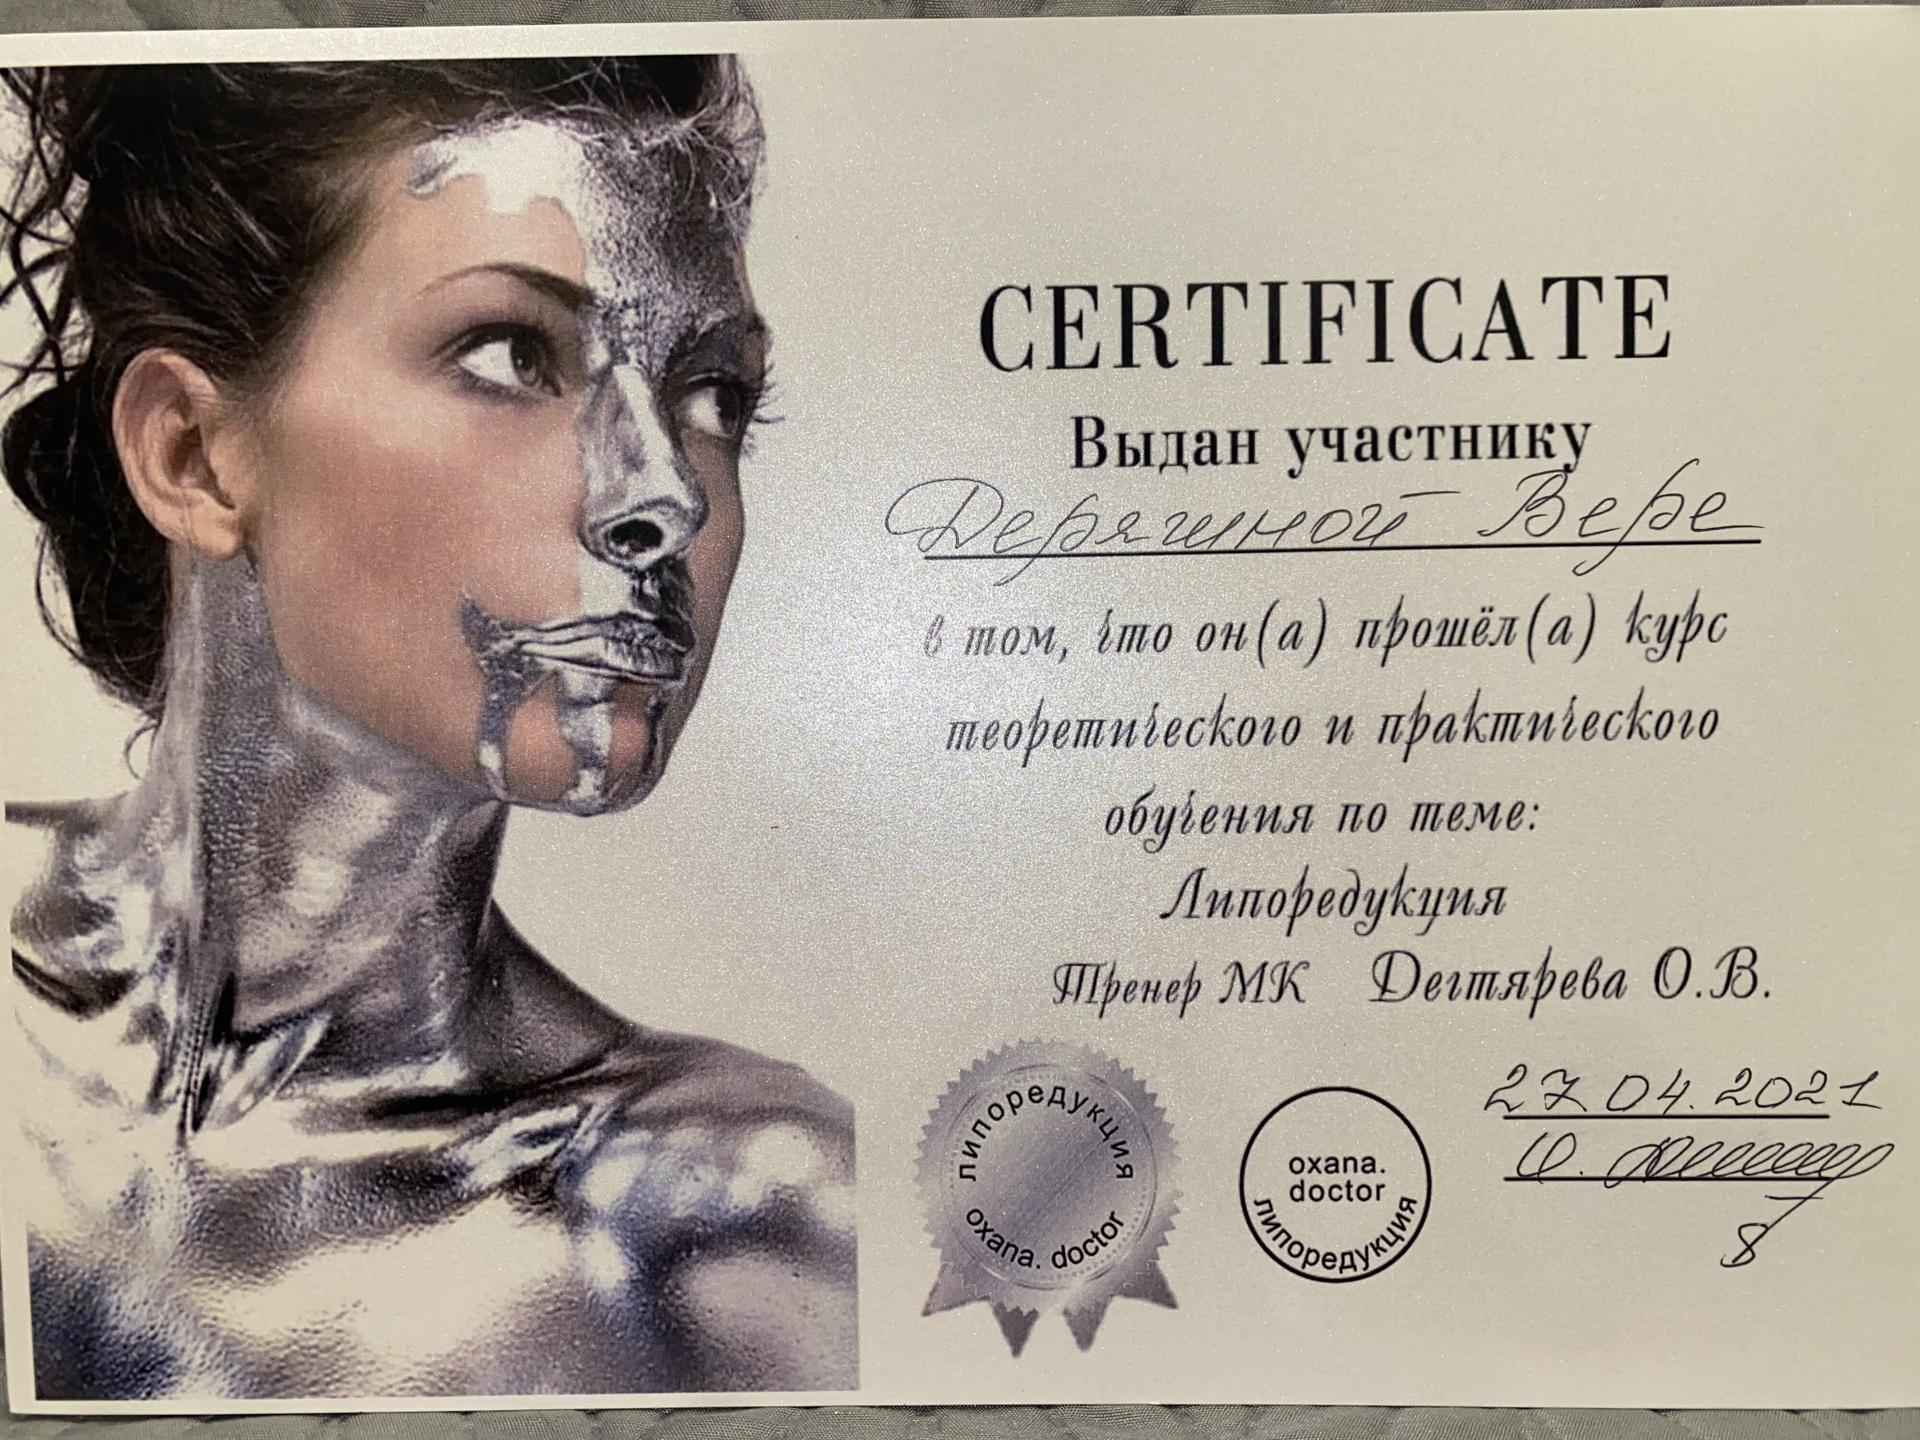 CERTIFICATE
Выдан участнику
Дерягиной Вере
в том, что он(а) прошёл(а) курс
теоретического и практического
обучения по теме:
Липоредукция
Тренер МК Дегтярева О.В.
27.04.2021
липоредукция
oxana. doctor
oxana.
doctor
липоредукция